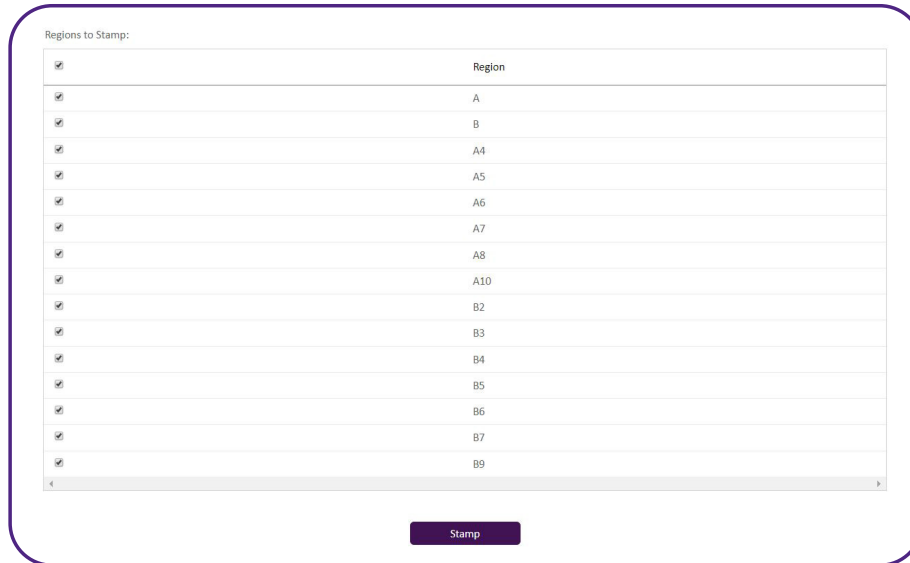 Regions to Stamp:
Region
A
B
A4
A5
A6
A7
A8
A10
B2
B3
B4
B5
B6
B7
B9
Stamp